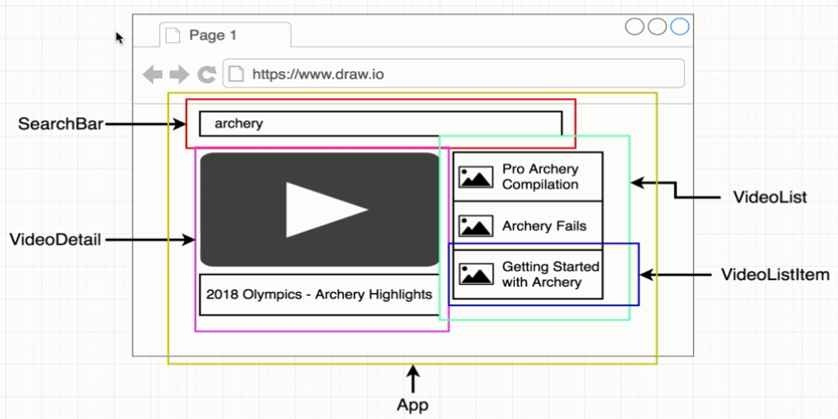 Page 1
https://www.draw.io
SearchBar
archery
Pro Archery
Compilation
VideoList
Archery Fails
VideoDetail
Getting Started
with Archery
VideoListItem
2018 Olympics - Archery Highlights
App